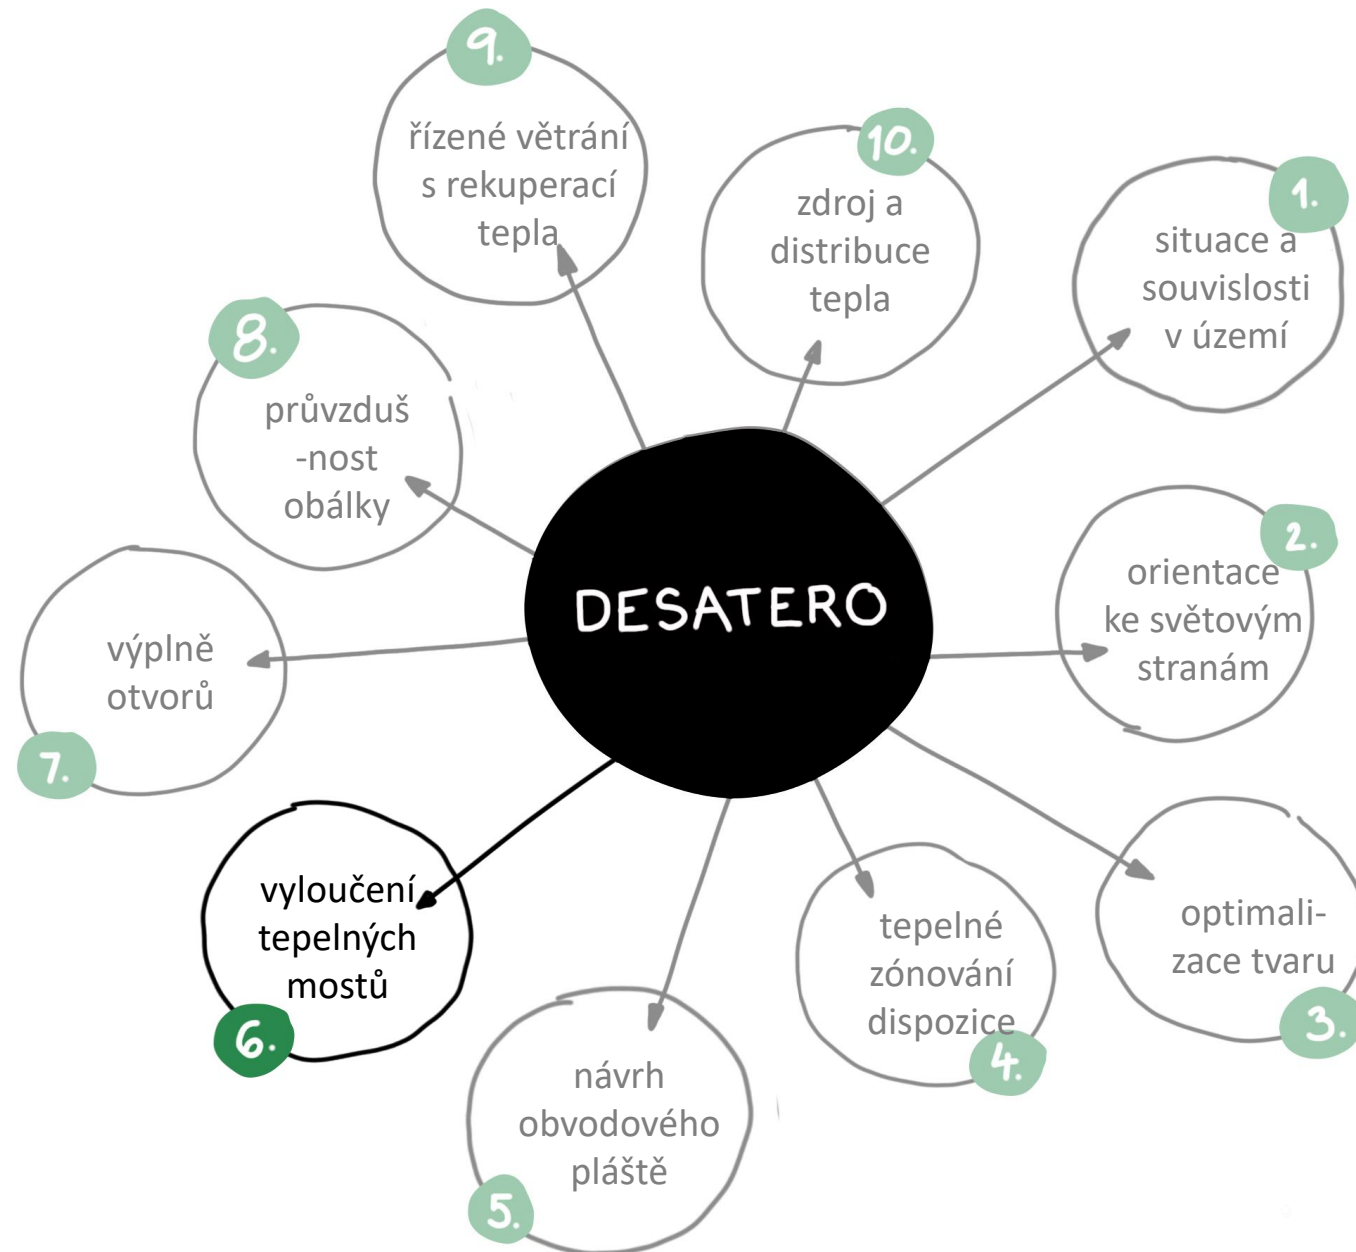 DESATERO
1.
situace a
souvislosti
v území
2.
orientace
ke světovým
stranám
3.
optimali-
zace tvaru
4.
tepelné
zónování
dispozice
5.
návrh
obvodového
pláště
6.
vyloučení
tepelných
mostů
7.
výplně
otvorů
8.
průvzduš
-nost
obálky
9.
řízené větrání
s rekuperací
tepla
10.
zdroj a
distribuce
tepla